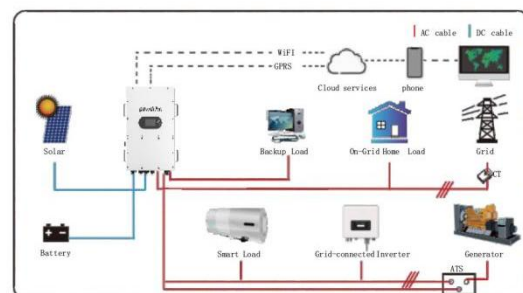 AC cable DC cable
WiFI
GPRS
Cloud services phone
Solar Backup Load On-Grid Home Load Grid
CT
Battery Smart Load Grid-connected Inverter Generator
ATS